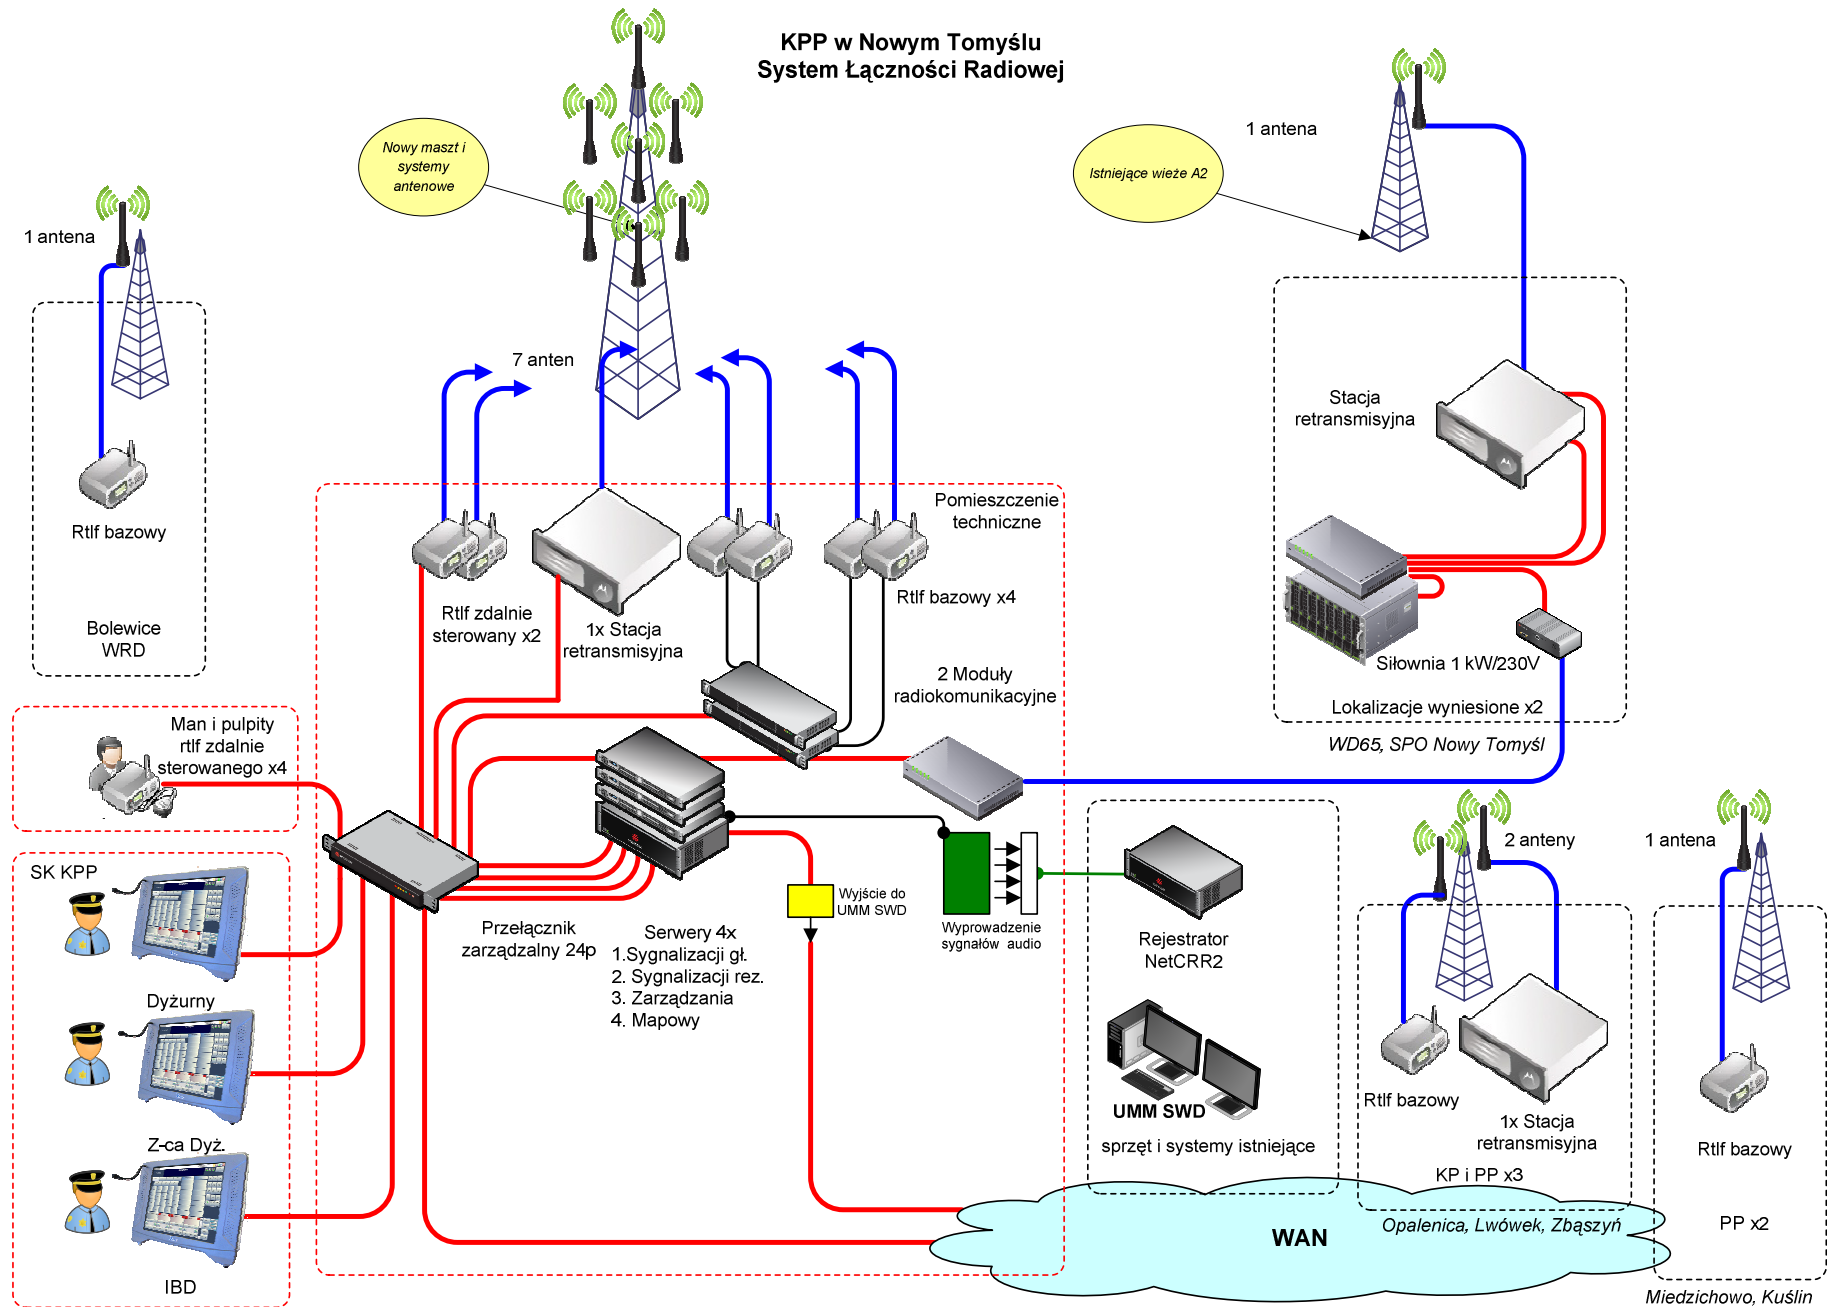 KPP w Nowym Tomyślu
System Łączności Radiowej
1 antena
Nowy maszt i
systemy
antenowe
Istniejące wieże A2
1 antena
7 anten
Stacja
retransmisyjna
Rtlf bazowy
Bolewice
WRD
Pomieszczenie
techniczne
Rtlf zdalnie
sterowany x2
1x Stacja
retransmisyjna
Rtlf bazowy x4
2 Moduły
radiokomunikacyjne
Siłownia 1 kW/230V
Lokalizacje wyniesione x2
WD65, SPO Nowy Tomyśl
Man i pulpity
rtlf zdalnie
sterowanego x4
SK KPP
Dyżurny
Z-ca Dyż.
IBD
Przełącznik
zarządzalny 24p
Serwery 4x
1.Sygnalizacji gł.
2. Sygnalizacji rez.
3. Zarządzania
4. Mapowy
Wyjście do
UMM SWD
Wyprowadzenie
sygnałów audio
Rejestrator
NetCRR2
UMM SWD
sprzęt i systemy istniejące
2 anteny
Rtlf bazowy
1x Stacja
retransmisyjna
KP i PP x3
Opalenica, Lwówek, Zbąszyń
1 antena
Rtlf bazowy
PP x2
Miedzichowo, Kuślin
WAN